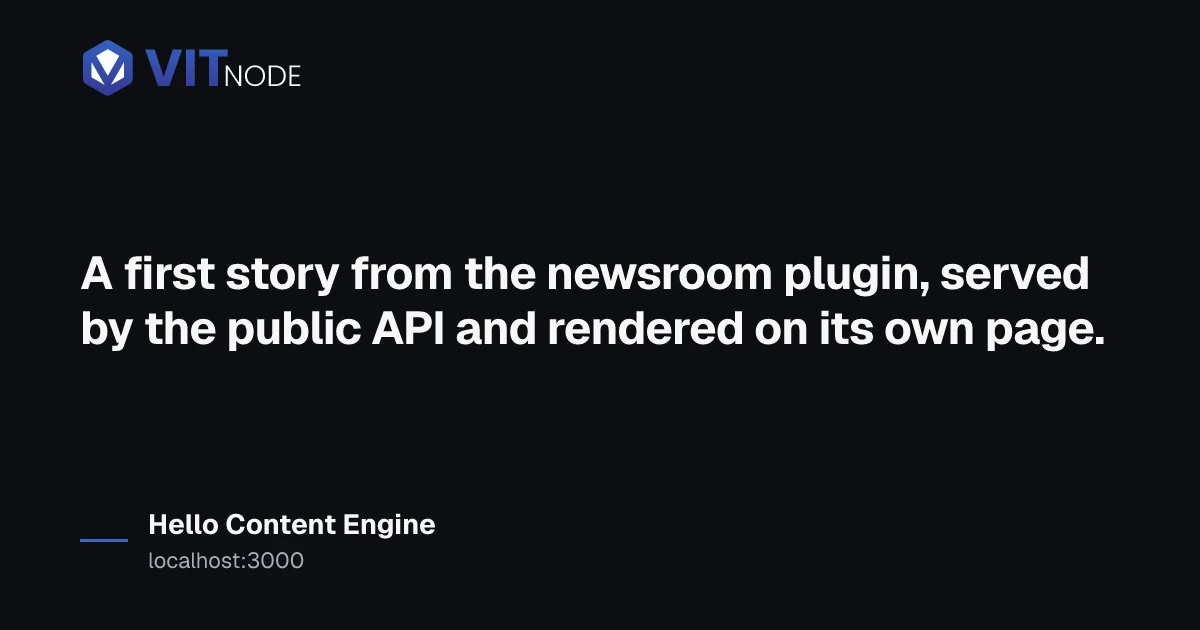 VITNODE
A first story from the newsroom plugin, served
by the public API and rendered on its own page.
Hello Content Engine
localhost:3000